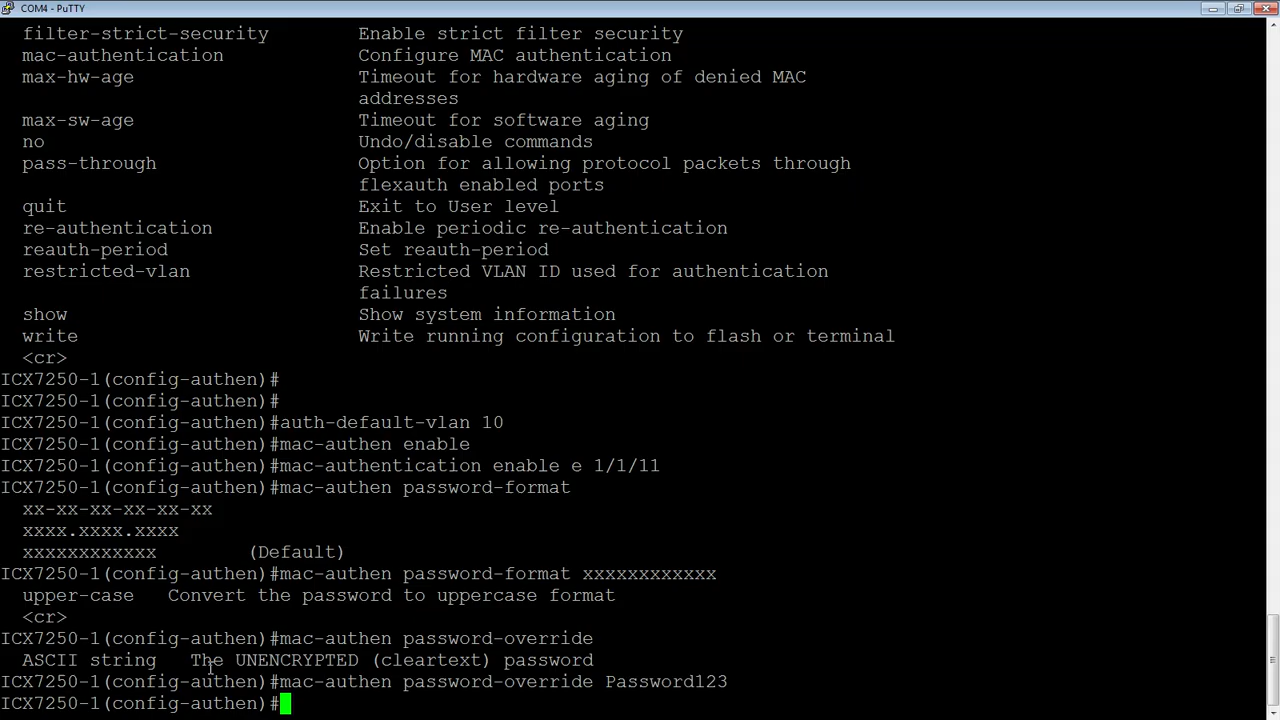 COM4 - PuTTY
filter-strict-security Enable strict filter security
mac-authentication Configure MAC authentication
max-hw-age Timeout for hardware aging of denied MAC
addresses
max-sw-age Timeout for software aging
no Undo/disable commands
pass-through Option for allowing protocol packets through
flexauth enabled ports
quit Exit to User level
re-authentication Enable periodic re-authentication
reauth-period Set reauth-period
restricted-vlan Restricted VLAN ID used for authentication
failures
show Show system information
write Write running configuration to flash or terminal
<cr>
ICX7250-1(config-authen)#
ICX7250-1(config-authen)#
ICX7250-1(config-authen)#auth-default-vlan 10
ICX7250-1(config-authen)#mac-authen enable
ICX7250-1(config-authen)#mac-authentication enable e 1/1/11
ICX7250-1(config-authen)#mac-authen password-format
xx-xx-xx-xx-xx-xx
xxxx.xxxx.xxxx
xxxxxxxxxxxx (Default)
ICX7250-1(config-authen)#mac-authen password-format xxxxxxxxxxxx
upper-case Convert the password to uppercase format
<cr>
ICX7250-1(config-authen)#mac-authen password-override
ASCII string The UNENCRYPTED (cleartext) password
ICX7250-1(config-authen)#mac-authen password-override Password123
ICX7250-1(config-authen)#